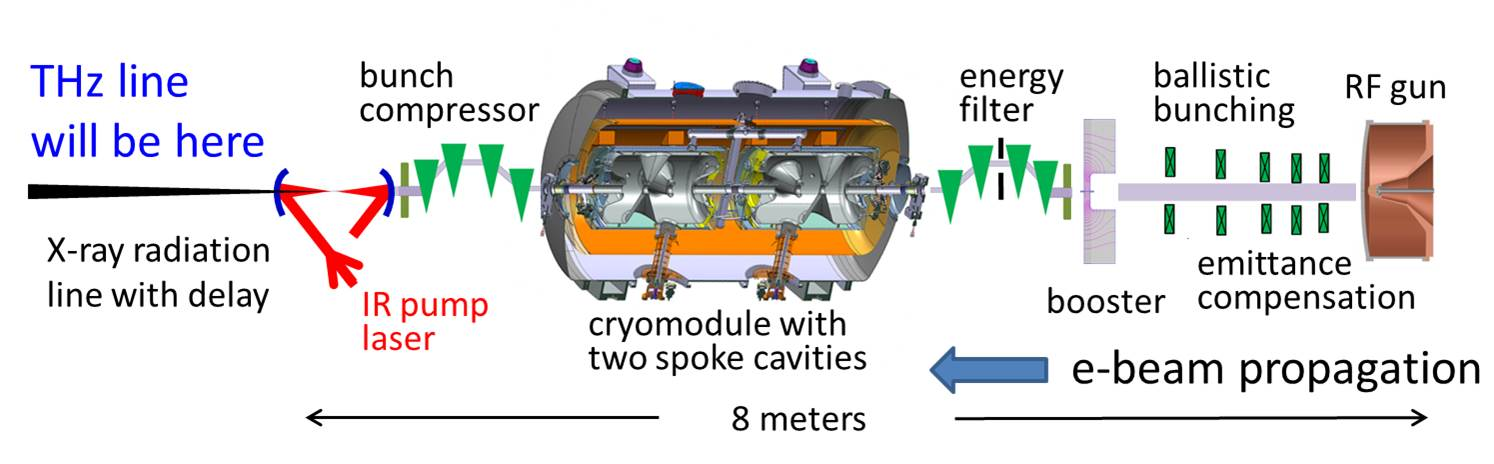 THz line
will be here
bunch
compressor
energy
filter
ballistic
bunching
RF gun
X-ray radiation
line with delay
IR pump
laser
cryomodule with
two spoke cavities
booster
emittance
compensation
e-beam propagation
8 meters